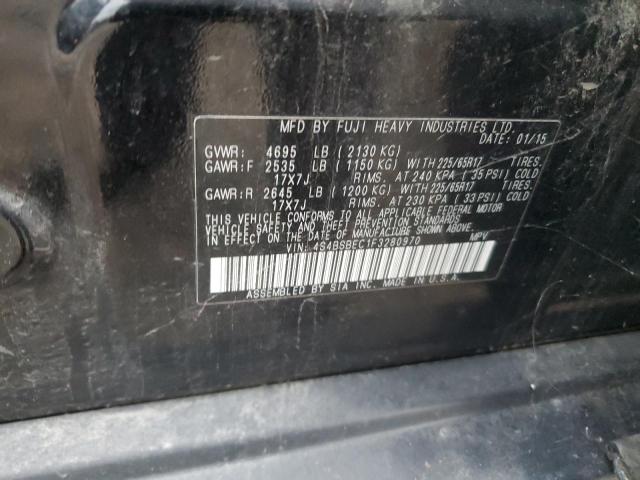 MFD BY FUJI HEAVY INDUSTRIES LTD.
DATE: 01/15
GVWR: 4695 LB (2130 KG)
GAWR:F 2535 LB (1150 KG) WITH 225/65R17 TIRES.
17X7J RIMS. AT 240 KPA (35 PSI) COLD
GAWR:R 2645 LB (1200 KG) WITH 225/65R17 TIRES.
17X7J RIMS. AT 230 KPA (33 PSI) COLD
THIS VEHICLE CONFORMS TO ALL APPLICABLE FEDERAL MOTOR
VEHICLE SAFETY AND BUMPER STANDARDS IN EFFECT ON THE
DATE OF MANUFACTURE SHOWN ABOVE.
VIN: 4S4BSBEC1F3280970 MPV
ASSEMBLED BY SIA INC. MADE IN U.S.A.